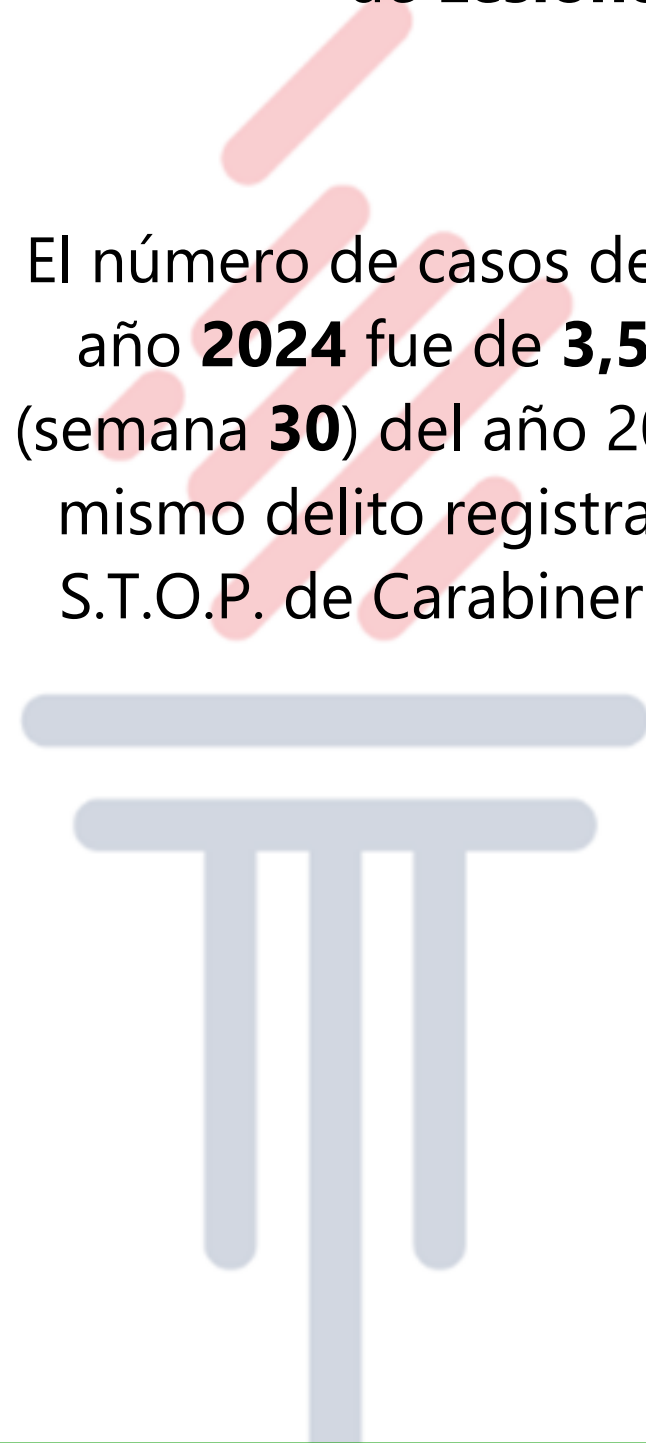 El número de casos de
año 2024 fue de 3,5
(semana 30) del año 20
mismo delito registra
S.T.O.P. de Carabiner